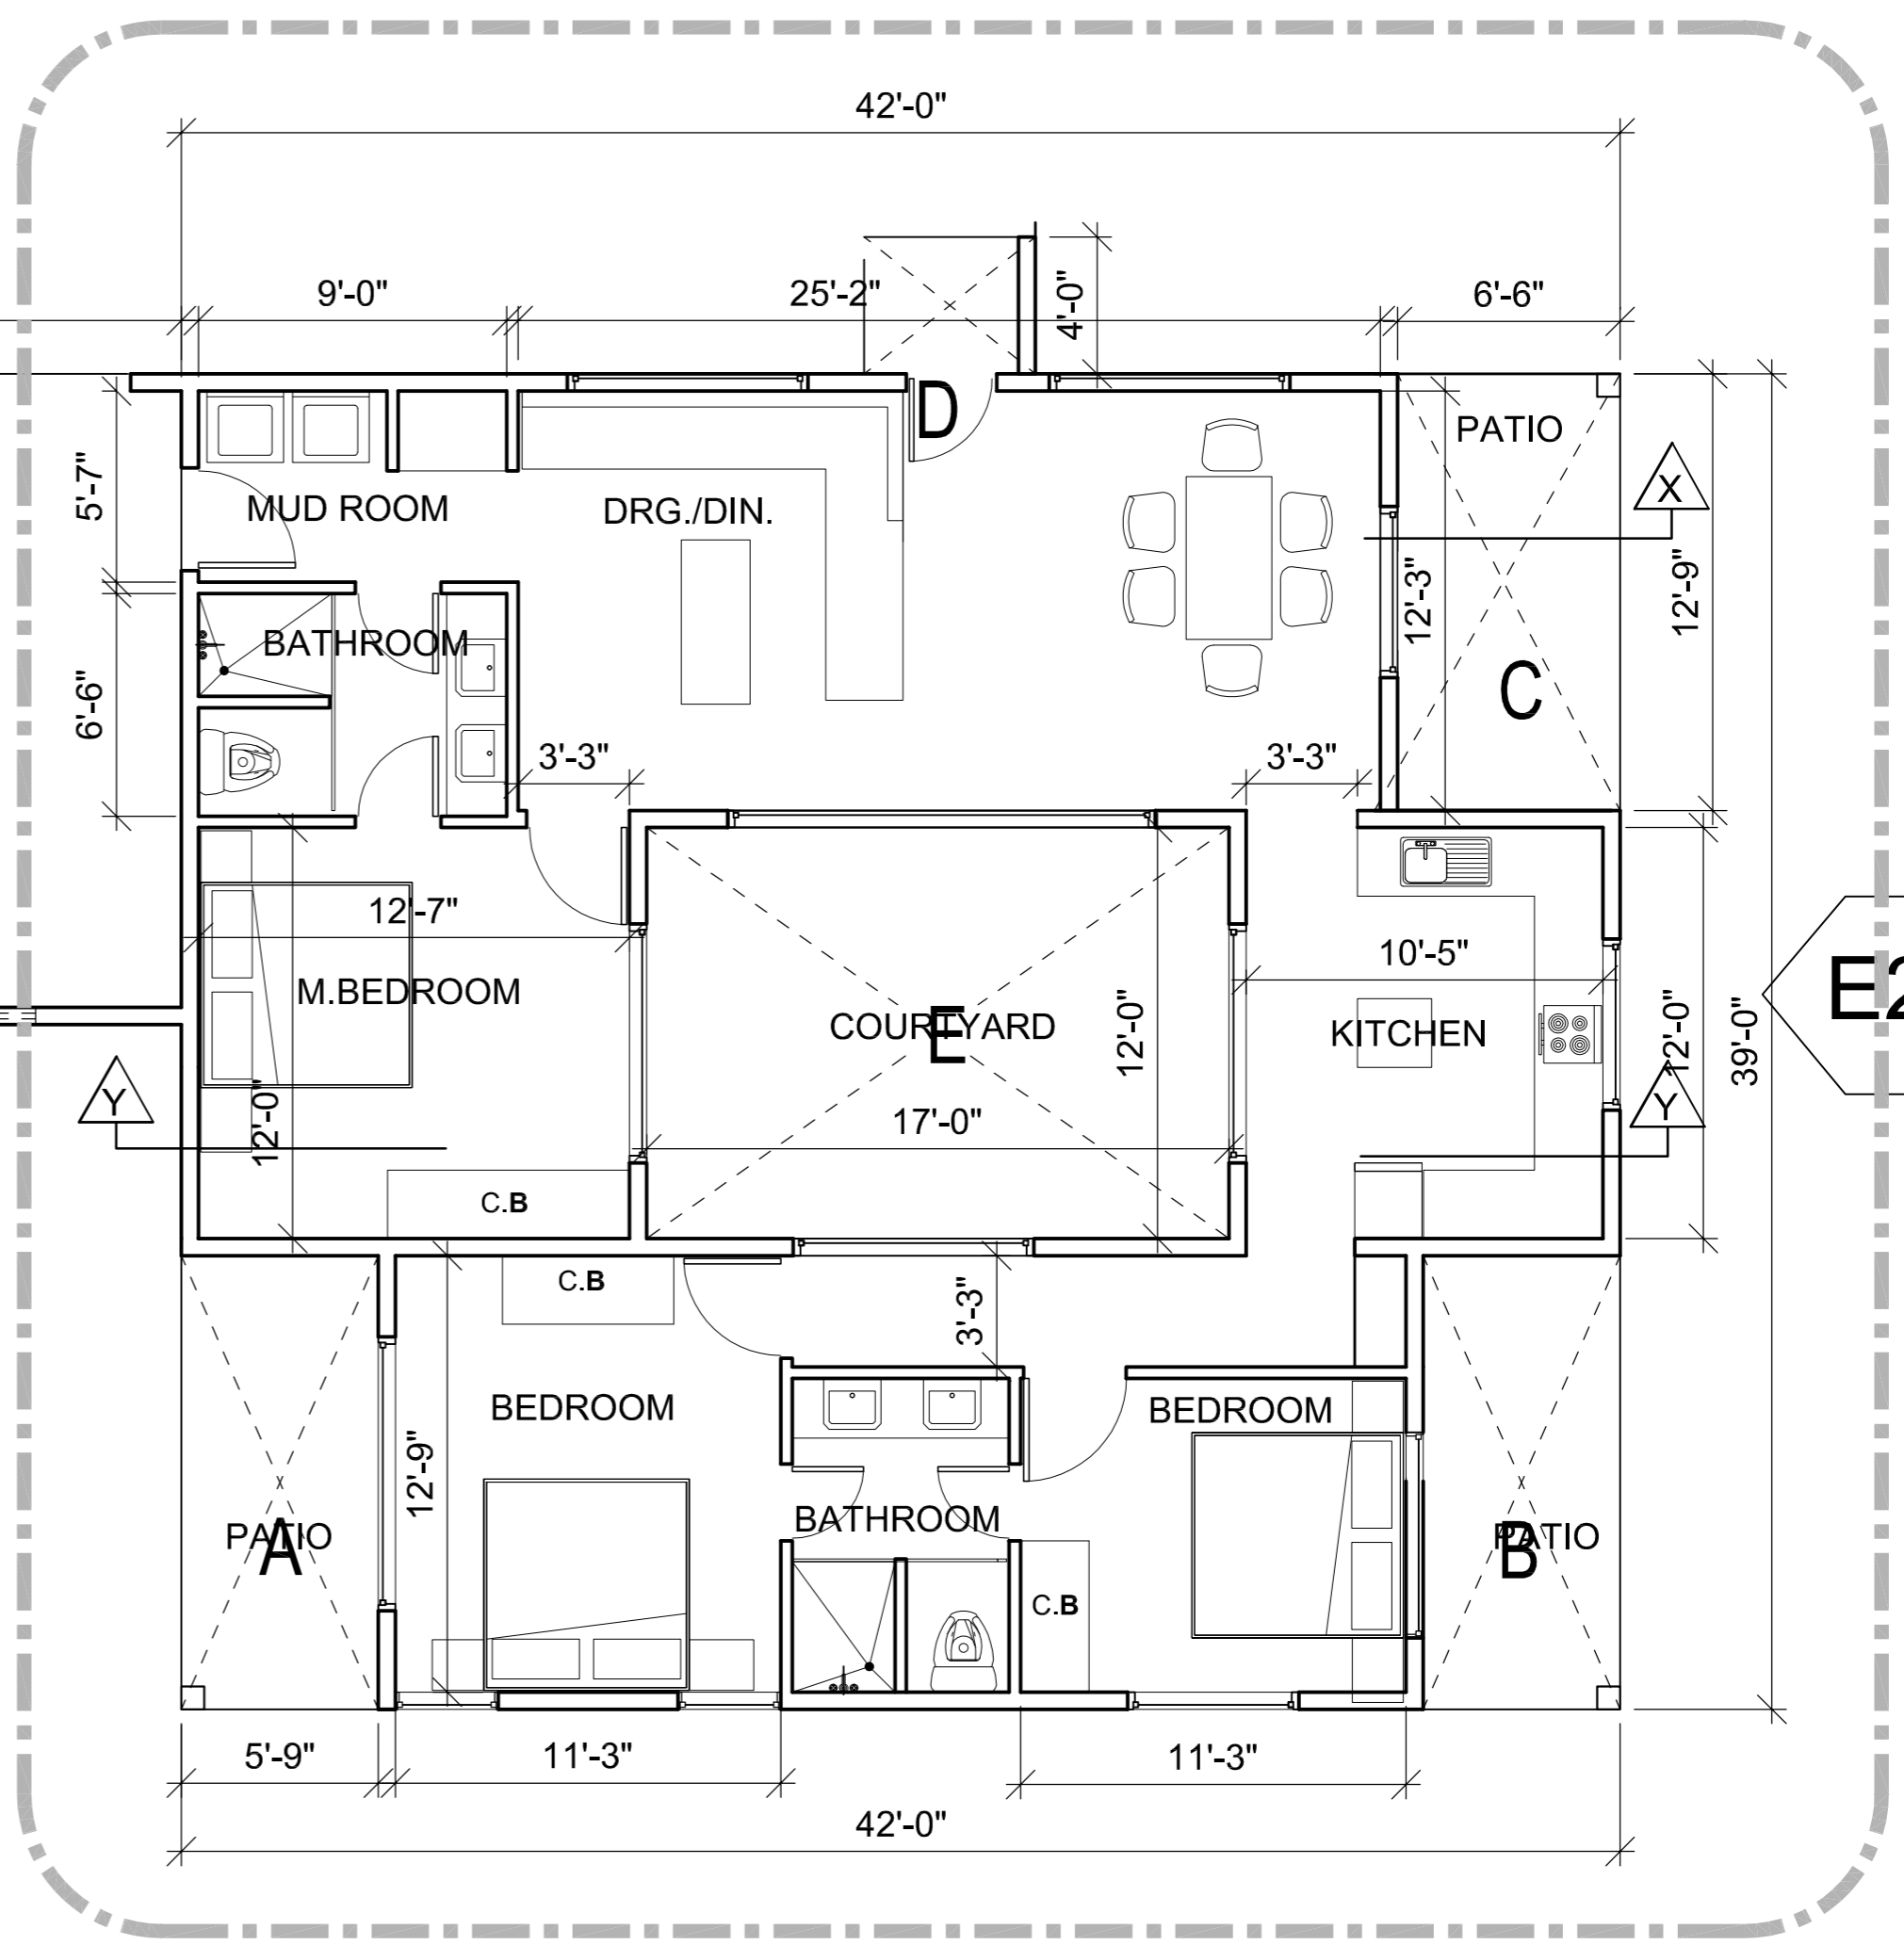 42'-0"
9'-0"
25'-2"
4'-0"
6'-6"
D
PATIO
5'-7"
MUD ROOM
DRG./DIN.
X
12'-3"
12'-9"
BATHROOM
6'-6"
C
3'-3"
3'-3"
12'-7"
10'-5"
M.BEDROOM
E2
COURTYARD
E
12'-0"
KITCHEN
12'-0"
39'-0"
Y
12'-0"
17'-0"
Y
C.B
C.B
3'-3"
BEDROOM
BEDROOM
12'-9"
BATHROOM
PATIO
A
PATIO
B
C.B
5'-9"
11'-3"
11'-3"
42'-0"